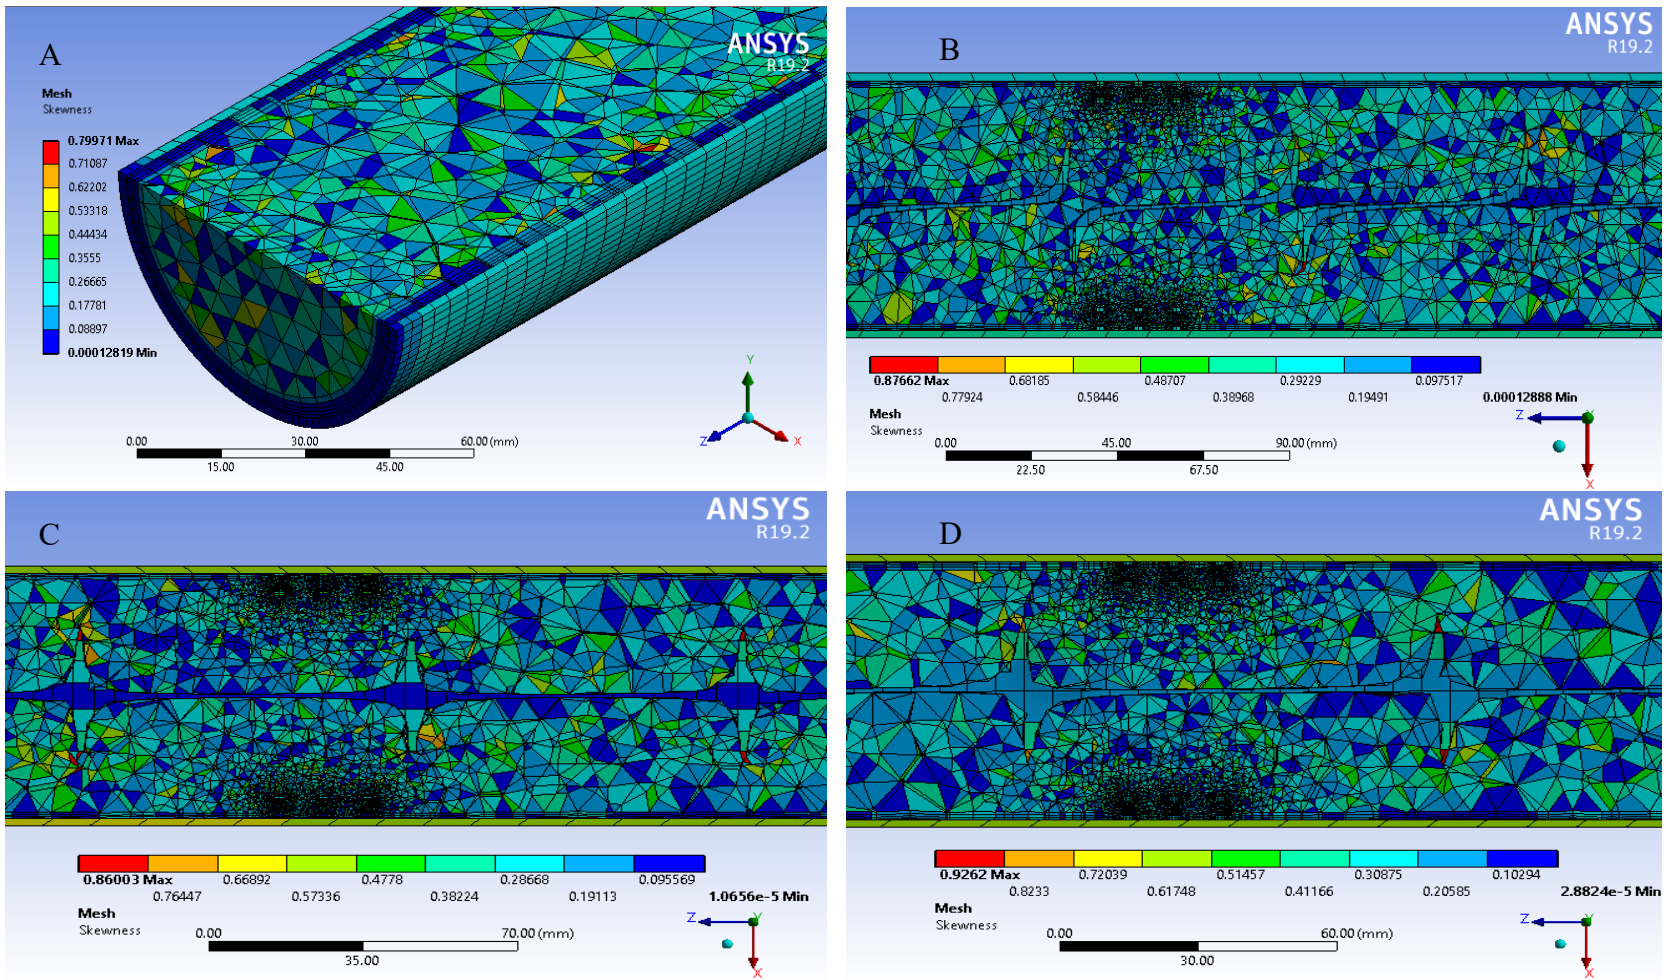 A
ANSYS
R19.2
Mesh
Skewness
0.79971 Max
0.71087
0.62202
0.53318
0.44434
0.3555
0.26665
0.17781
0.08897
0.00012819 Min
Y
Z
X
0.00
30.00
60.00 (mm)
15.00
45.00
B
ANSYS
R19.2
0.87662 Max
0.68185
0.48707
0.29229
0.097517
0.77924
0.58446
0.38968
0.19491
0.00012888 Min
Mesh
Skewness
0.00
45.00
90.00 (mm)
22.50
67.50
Z
Y
X
C
ANSYS
R19.2
0.86003 Max
0.66892
0.4778
0.28668
0.095569
0.76447
0.57336
0.38224
0.19113
1.0656e-5 Min
Mesh
Skewness
0.00
70.00 (mm)
35.00
Z
Y
X
D
ANSYS
R19.2
0.9262 Max
0.72039
0.51457
0.30875
0.10294
0.8233
0.61748
0.41166
0.20585
2.8824e-5 Min
Mesh
Skewness
0.00
60.00 (mm)
30.00
Z
Y
X